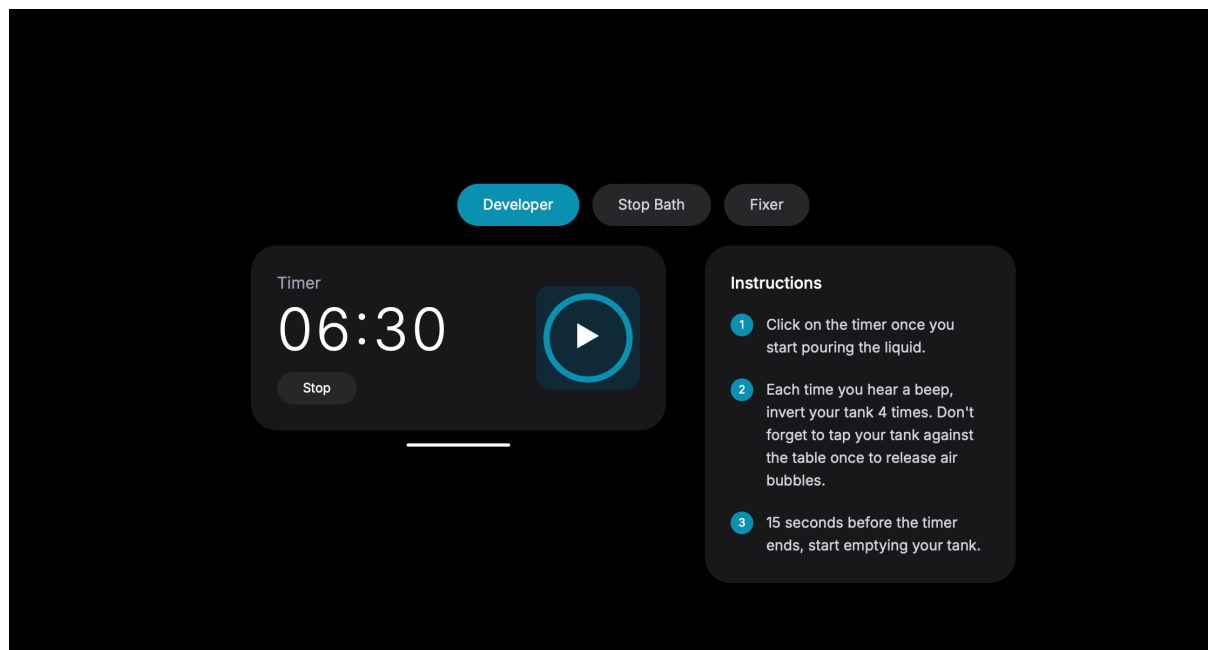 Developer
Stop Bath
Fixer
Timer
06:30
Stop
Instructions
1 Click on the timer once you
start pouring the liquid.
2 Each time you hear a beep,
invert your tank 4 times. Don't
forget to tap your tank against
the table once to release air
bubbles.
3 15 seconds before the timer
ends, start emptying your tank.